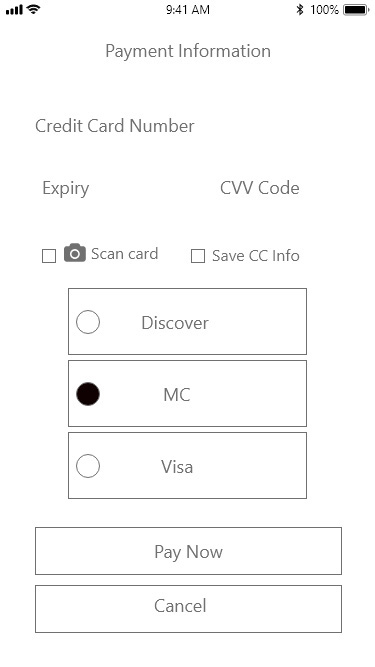 9:41 AM 100%
Payment Information
Credit Card Number
Expiry CVV Code
Scan card Save CC Info
Discover
MC
Visa
Pay Now
Cancel